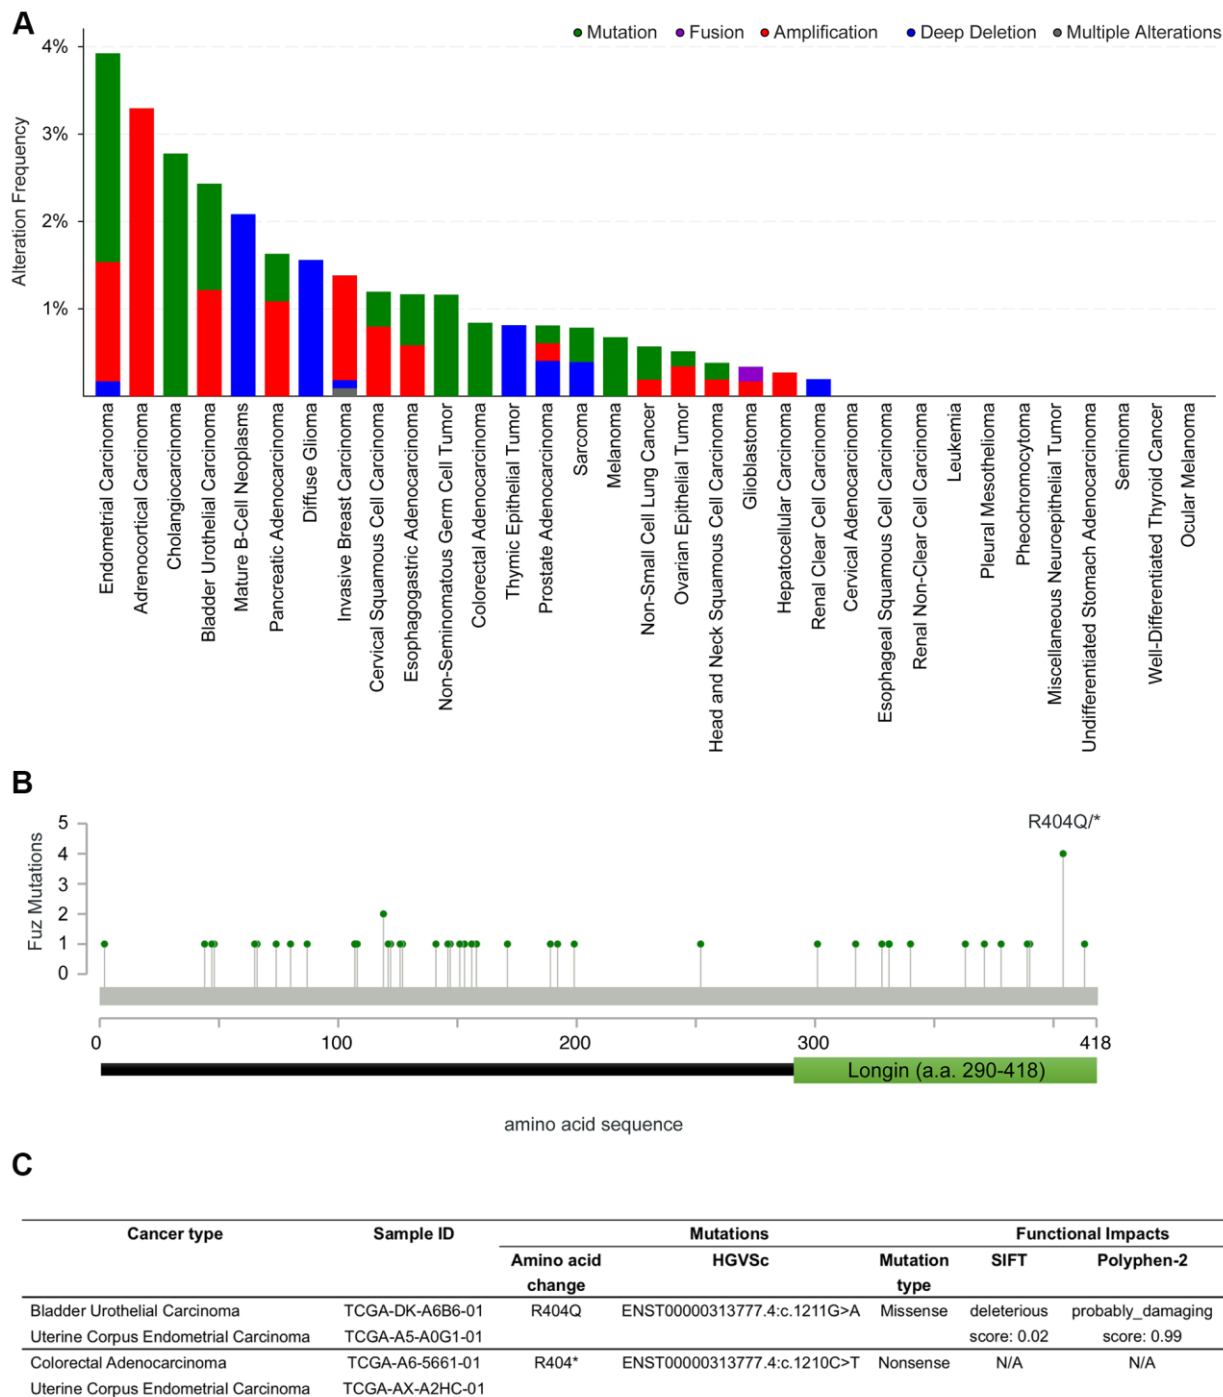 A
Mutation Fusion Amplification Deep Deletion Multiple Alterations
4%
3%
2%
1%
Alteration Frequency
Endometrial Carcinoma
Adrenocortical Carcinoma
Cholangiocarcinoma
Bladder Urothelial Carcinoma
Mature B-Cell Neoplasms
Pancreatic Adenocarcinoma
Diffuse Glioma
Invasive Breast Carcinoma
Cervical Squamous Cell Carcinoma
Esophagogastric Adenocarcinoma
Non-Seminomatous Germ Cell Tumor
Colorectal Adenocarcinoma
Thymic Epithelial Tumor
Prostate Adenocarcinoma
Sarcoma
Melanoma
Non-Small Cell Lung Cancer
Ovarian Epithelial Tumor
Head and Neck Squamous Cell Carcinoma
Glioblastoma
Hepatocellular Carcinoma
Renal Clear Cell Carcinoma
Cervical Adenocarcinoma
Esophageal Squamous Cell Carcinoma
Renal Non-Clear Cell Carcinoma
Leukemia
Pleural Mesothelioma
Pheochromocytoma
Miscellaneous Neuroepithelial Tumor
Undifferentiated Stomach Adenocarcinoma
Seminoma
Well-Differentiated Thyroid Cancer
Ocular Melanoma
B
Fuz Mutations
5
4
3
2
1
0
R404Q/*
0 100 200 300 418
Longin (a.a. 290-418)
amino acid sequence
C
Cancer type Sample ID Mutations Functional Impacts
Amino acid change HGVSc Mutation type SIFT Polyphen-2
Bladder Urothelial Carcinoma TCGA-DK-A6B6-01 R404Q ENST00000313777.4:c.1211G>A Missense deleterious probably_damaging
Uterine Corpus Endometrial Carcinoma TCGA-A5-A0G1-01 score: 0.02 score: 0.99
Colorectal Adenocarcinoma TCGA-A6-5661-01 R404* ENST00000313777.4:c.1210C>T Nonsense N/A N/A
Uterine Corpus Endometrial Carcinoma TCGA-AX-A2HC-01